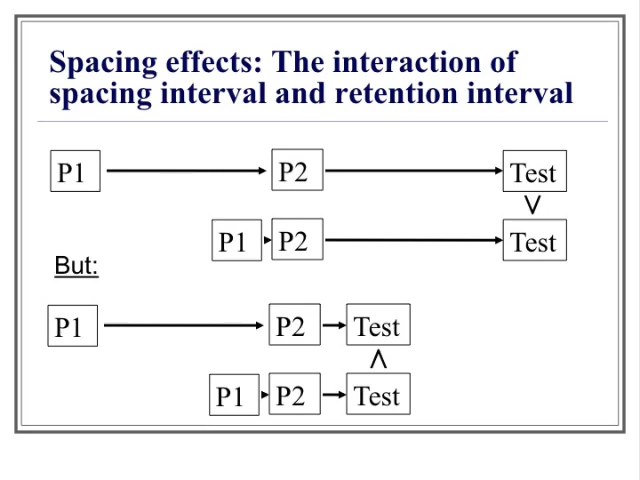 Spacing effects: The interaction of
spacing interval and retention interval
P1 P2 Test
>
P1 P2 Test
But:
P1 P2 Test
<
P1 P2 Test